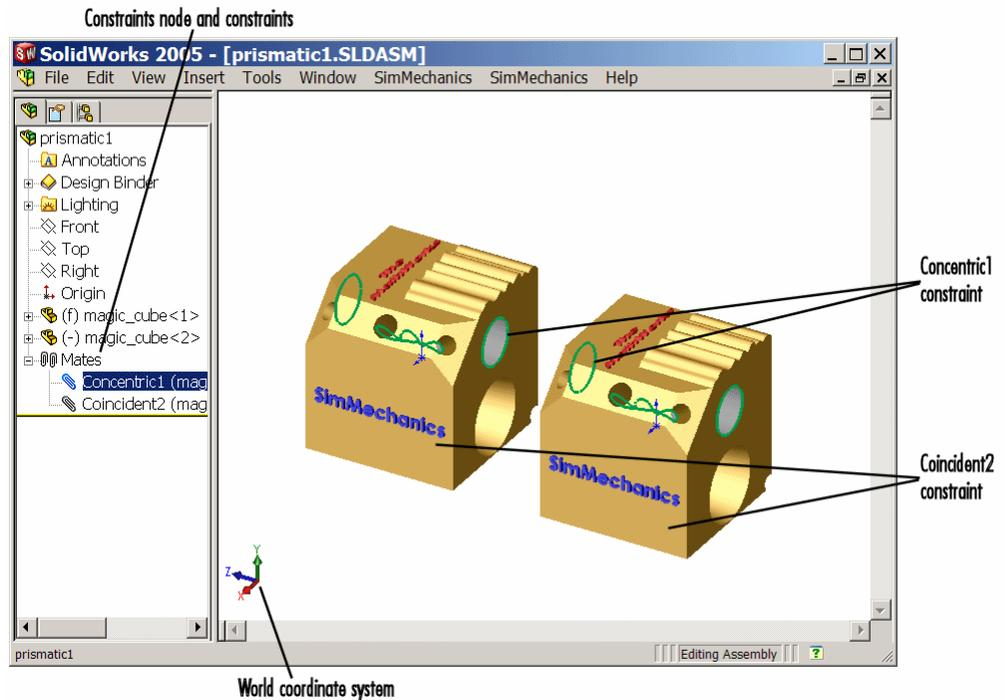 Constraints node and constraints
SolidWorks 2005 - [prismatic1.SLDASM]
File Edit View Insert Tools Window SimMechanics SimMechanics Help
prismatic1
A Annotations
Design Binder
Lighting
Front
Top
Right
Origin
(f) magic_cube<1>
(-) magic_cube<2>
Mates
Concentric1 (mag
Coincident2 (mag
SimMechanics
SimMechanics
Concentric1
constraint
Coincident2
constraint
Y
Z
X
prismatic1
Editing Assembly
?
World coordinate system